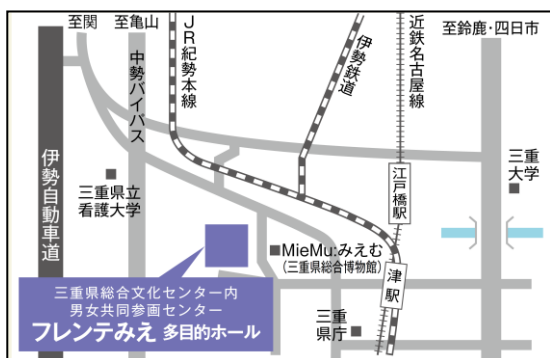 至関
至亀山
中勢バイパス
JR紀勢本線
伊勢鉄道
近鉄名古屋線
至鈴鹿・四日市
伊勢自動車道
三重県立
看護大学
江戸橋駅
三重
大学
MieMu:みえむ
(三重県総合博物館)
津駅
三重
県庁
三重県総合文化センター内
男女共同参画センター
フレンテみえ 多目的ホール